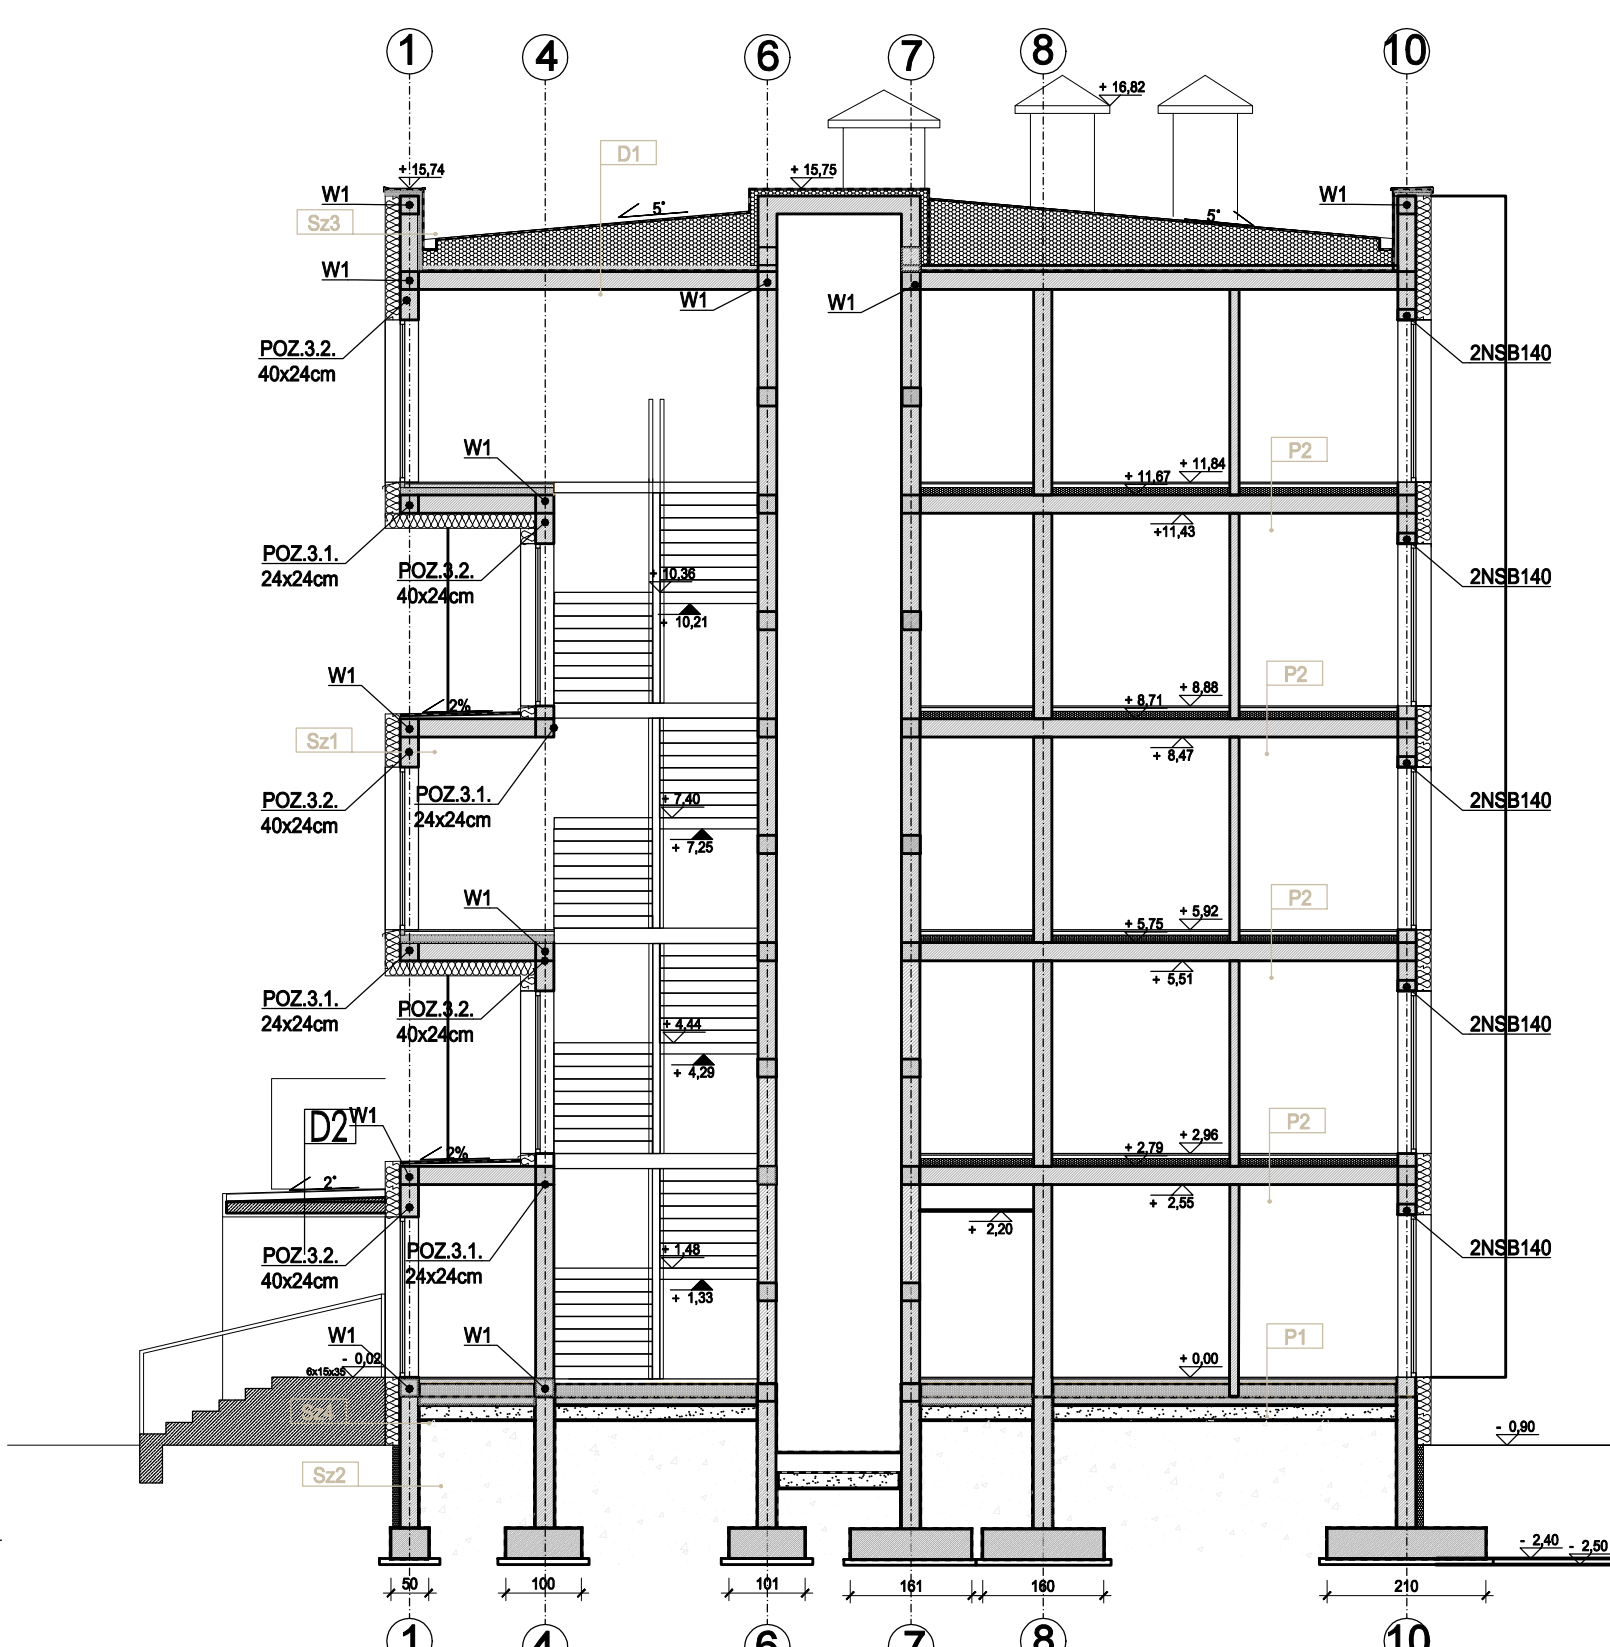 1 4 6 7 8 10
+ 16,82
D1
+ 15,74
+ 15,75
W1
W1
Sz3
5°
5°
W1
W1
W1
POZ.3.2.
40x24cm
2NSB140
W1
P2
+ 11,84
+ 11,67
+11,43
POZ.3.1.
24x24cm
POZ.3.2.
40x24cm
+ 10,36
+ 10,21
2NSB140
W1
P2
+ 8,88
+ 8,71
2%
Sz1
+ 8,47
POZ.3.2.
40x24cm
POZ.3.1.
24x24cm
+ 7,40
+ 7,25
2NSB140
W1
P2
+ 5,92
+ 5,75
+ 5,51
POZ.3.1.
24x24cm
POZ.3.2.
40x24cm
+ 4,44
+ 4,29
2NSB140
D2
W1
P2
+ 2,96
+ 2,79
2%
2°
+ 2,55
+ 2,20
POZ.3.2.
40x24cm
POZ.3.1.
24x24cm
+ 1,48
+ 1,33
2NSB140
W1
W1
P1
- 0,02
6x15x35
+ 0,00
Sz4
- 0,90
Sz2
- 2,40
- 2,50
50 100 101 161 160 210
1 4 6 7 8 10